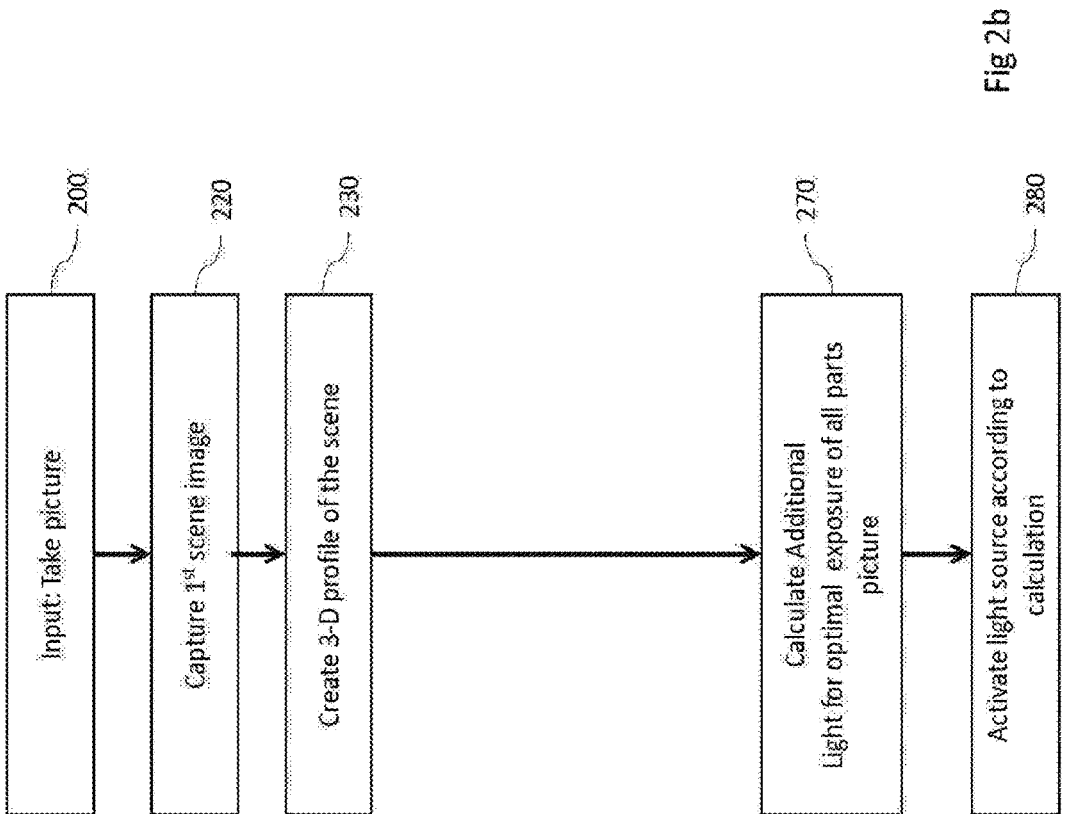 Input: Take picture
200
Capture 1st scene image
220
Create 3-D profile of the scene
230
Calculate Additional
Light for optimal exposure of all parts
picture
270
Activate light source according to
calculation
280
Fig 2b